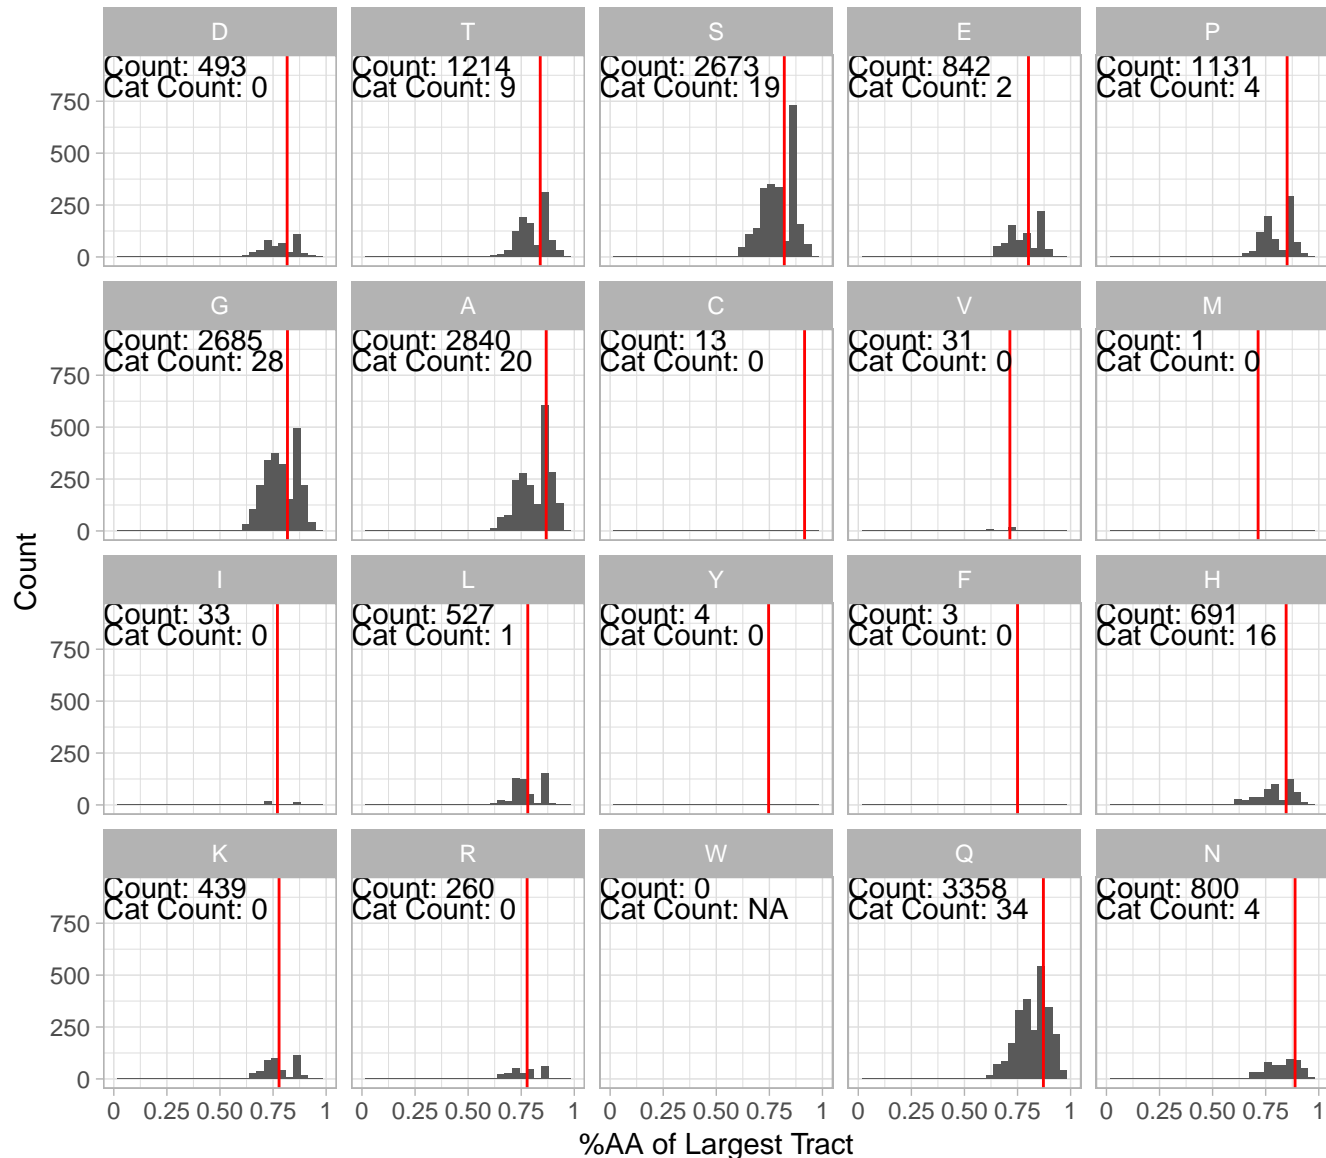 D
T
S
E
P
Count: 493
Cat Count: 0
Count: 1214
Cat Count: 9
Count: 2673
Cat Count: 19
Count: 842
Cat Count: 2
Count: 1131
Cat Count: 4
750
500
250
0
G
A
C
V
M
Count: 2685
Cat Count: 28
Count: 2840
Cat Count: 20
Count: 13
Cat Count: 0
Count: 31
Cat Count: 0
Count: 1
Cat Count: 0
750
500
250
0
Count
I
L
Y
F
H
Count: 33
Cat Count: 0
Count: 527
Cat Count: 1
Count: 4
Cat Count: 0
Count: 3
Cat Count: 0
Count: 691
Cat Count: 16
750
500
250
0
K
R
W
Q
N
Count: 439
Cat Count: 0
Count: 260
Cat Count: 0
Count: 0
Cat Count: NA
Count: 3358
Cat Count: 34
Count: 800
Cat Count: 4
750
500
250
0
0 0.25 0.50 0.75 1
0 0.25 0.50 0.75 1
0 0.25 0.50 0.75 1
0 0.25 0.50 0.75 1
0 0.25 0.50 0.75 1
%AA of Largest Tract